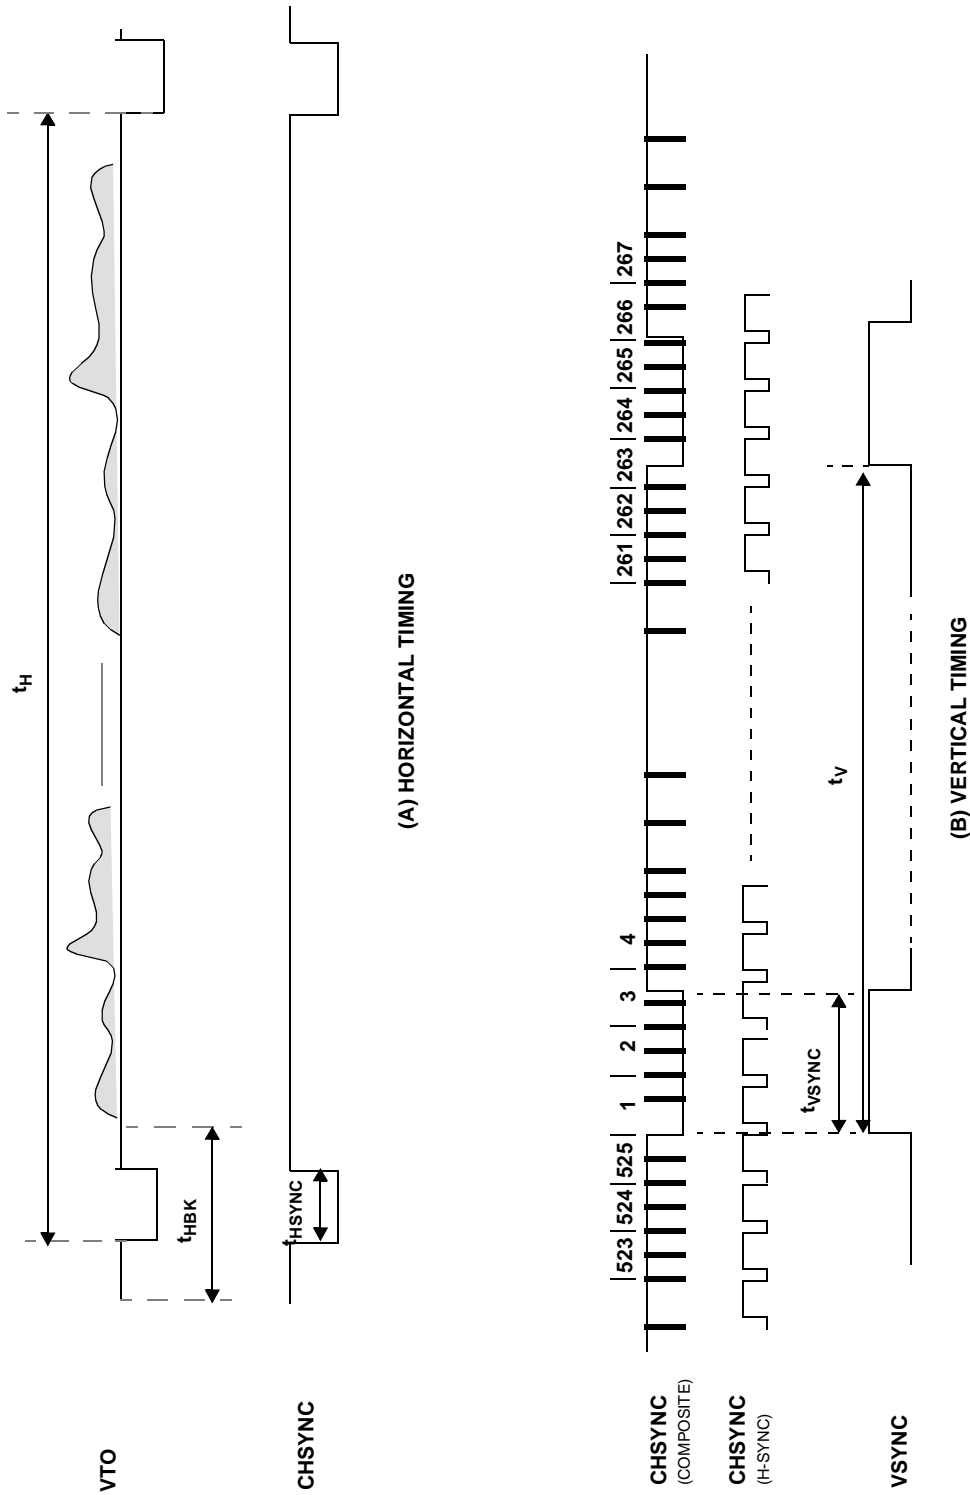 tH
VTO
tHBK
CHSYNC
tHSYNC
(A) HORIZONTAL TIMING
523 524 525 1 2 3 4 261 262 263 264 265 266 267
CHSYNC
(COMPOSITE)
CHSYNC
(H-SYNC)
tVSYNC
tV
VSYNC
(B) VERTICAL TIMING